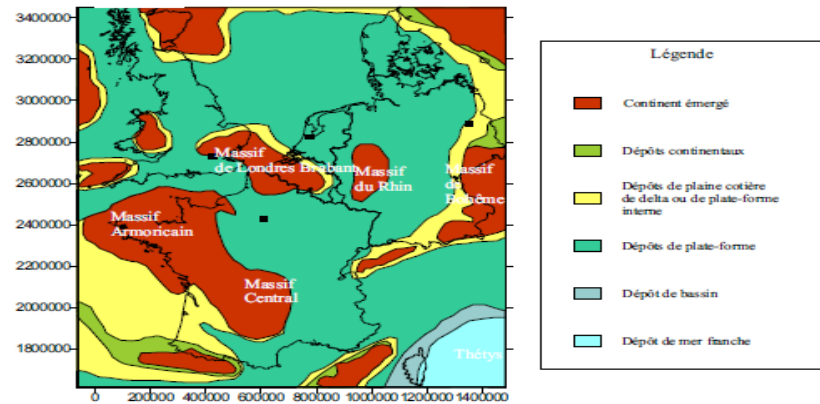 3400000
3200000
3000000
2800000
2600000
2400000
2200000
2000000
1800000
0
200000
400000
600000
800000
1000000
1200000
1400000
Massif
de Londres Brabant
Massif
du Rhin
Massif
de
Bohême
Massif
Armoricain
Massif
Central
Thétys
Légende
Continent émergé
Dépôts continentaux
Dépôts de plaine cotière
de delta ou de plate-forme
interne
Dépôts de plate-forme
Dépôt de bassin
Dépôt de mer franche